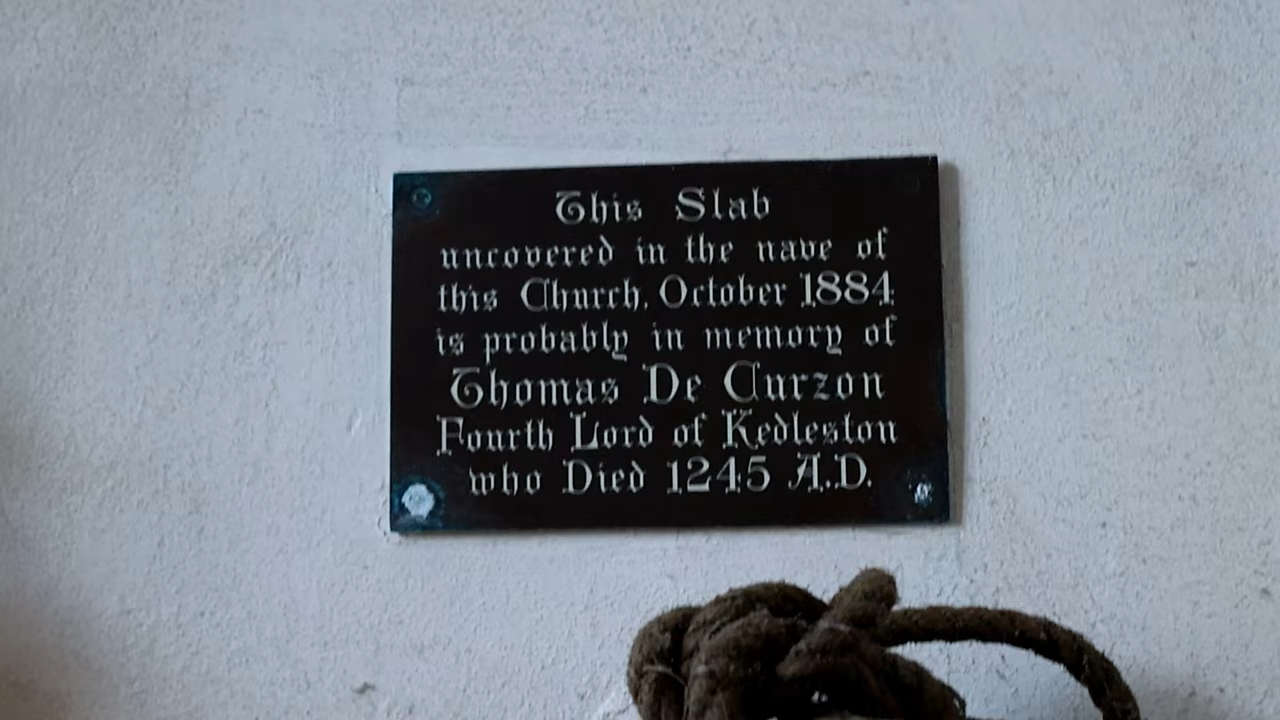 This Slab
uncovered in the nave of
this Church, October 1884
is probably in memory of
Thomas De Curzon
Fourth Lord of Kedleston
who Died 1245 A.D.